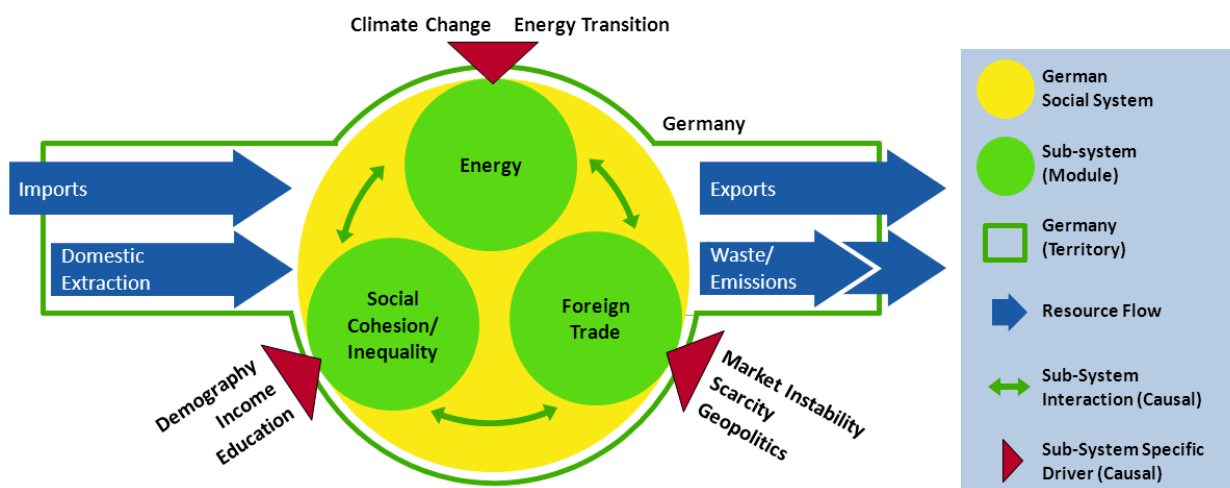 Climate Change Energy Transition
Germany
Energy
Imports
Exports
Domestic
Extraction
Waste/
Emissions
Social
Cohesion/
Inequality
Foreign
Trade
Demography
Income
Education
Market Instability
Scarcity
Geopolitics
German
Social System
Sub-system
(Module)
Germany
(Territory)
Resource Flow
Sub-System
Interaction (Causal)
Sub-System Specific
Driver (Causal)